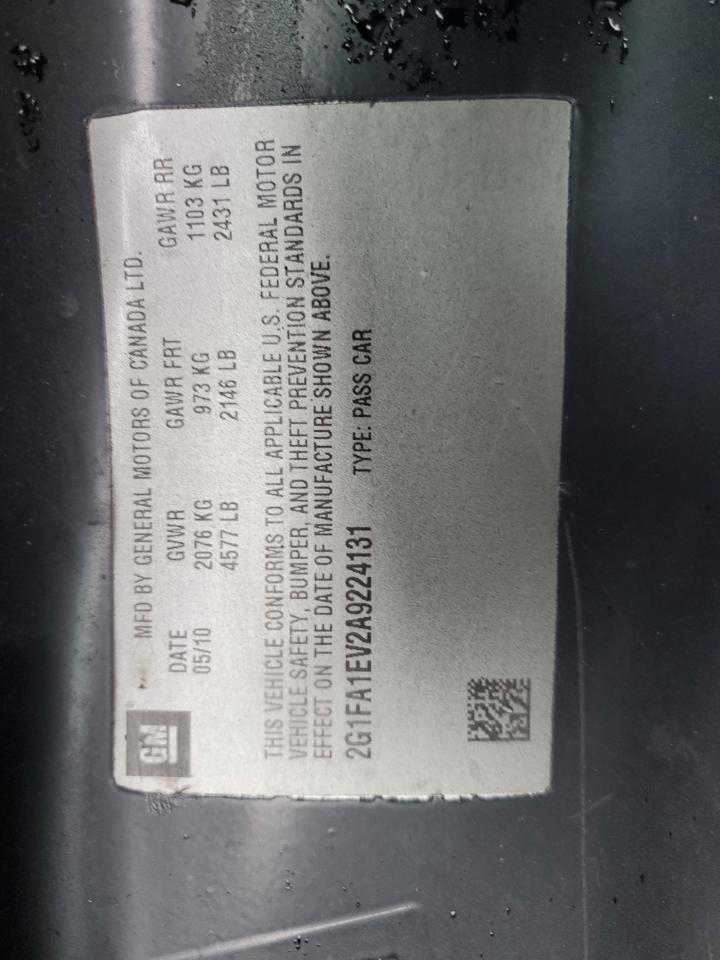 GM
MFD BY GENERAL MOTORS OF CANADA LTD.
DATE GVWR GAWR FRT GAWR RR
05/10 2076 KG 973 KG 1103 KG
4577 LB 2146 LB 2431 LB
THIS VEHICLE CONFORMS TO ALL APPLICABLE U.S. FEDERAL MOTOR
VEHICLE SAFETY, BUMPER, AND THEFT PREVENTION STANDARDS IN
EFFECT ON THE DATE OF MANUFACTURE SHOWN ABOVE.
2G1FA1EV2A9224131 TYPE: PASS CAR